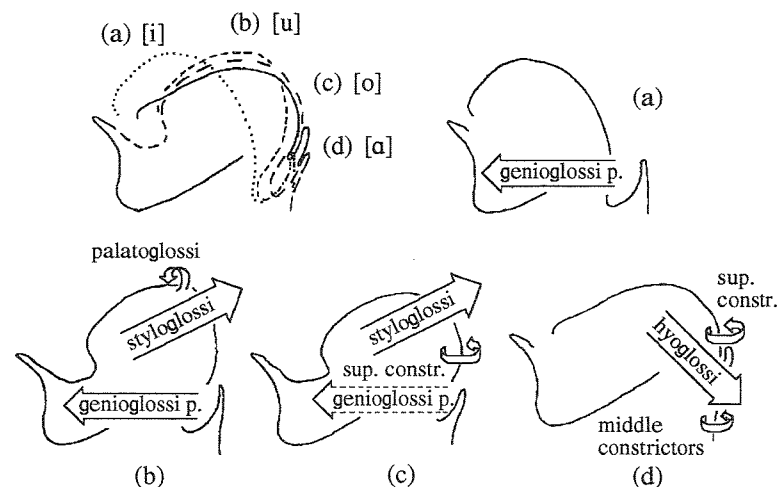 (a) [i]
(b) [u]
(c) [o]
(d) [ɑ]
(a)
genioglossi p.
palatoglossi
styloglossi
genioglossi p.
(b)
styloglossi
sup. constr.
genioglossi p.
(c)
sup.
constr.
hyoglossi
middle
constrictors
(d)